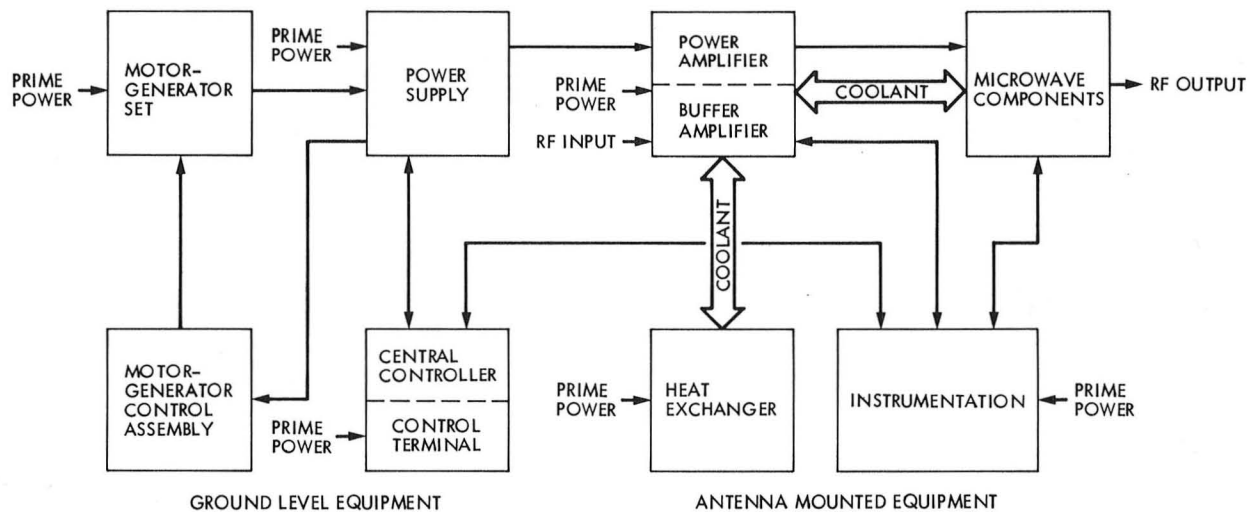 PRIME
POWER
MOTOR-
GENERATOR
SET
PRIME
POWER
POWER
SUPPLY
POWER
AMPLIFIER
PRIME
POWER
BUFFER
AMPLIFIER
RF INPUT
COOLANT
MICROWAVE
COMPONENTS
RF OUTPUT
COOLANT
MOTOR-
GENERATOR
CONTROL
ASSEMBLY
CENTRAL
CONTROLLER
PRIME
POWER
CONTROL
TERMINAL
PRIME
POWER
HEAT
EXCHANGER
INSTRUMENTATION
PRIME
POWER
GROUND LEVEL EQUIPMENT
ANTENNA MOUNTED EQUIPMENT